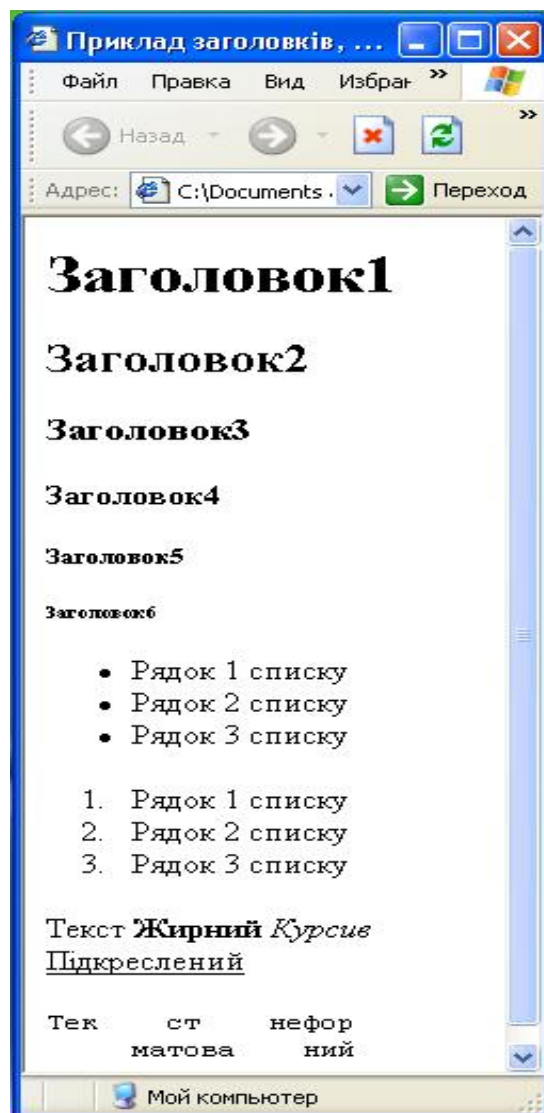 Приклад заголовків, ...
Файл Правка Вид Избран »
Назад »
Адрес: C:\Documents Переход
Заголовок1
Заголовок2
Заголовок3
Заголовок4
Заголовок5
Заголовок6
• Рядок 1 списку
• Рядок 2 списку
• Рядок 3 списку
1. Рядок 1 списку
2. Рядок 2 списку
3. Рядок 3 списку
Текст Жирний Курсив
Підкреслений
Тек ст нефор
матова ний
Мой компьютер